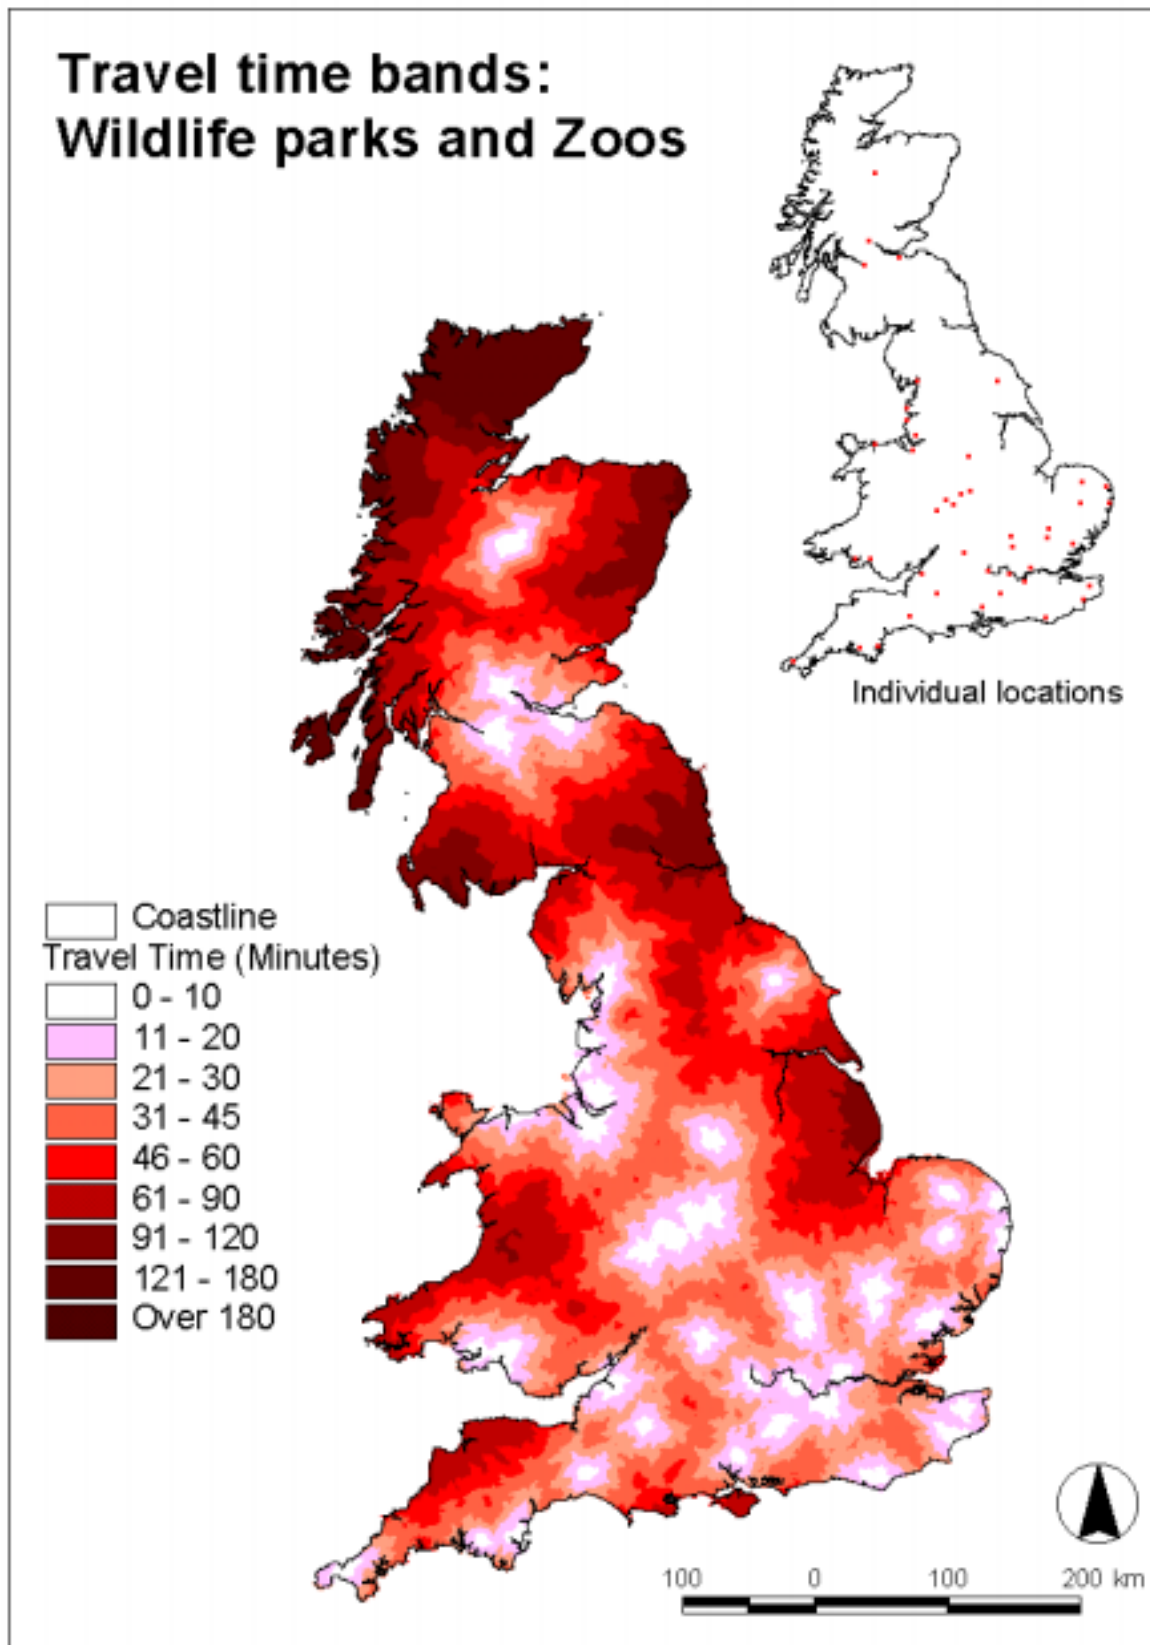 Travel time bands:
Wildlife parks and Zoos
Individual locations
Coastline
Travel Time (Minutes)
0 - 10
11 - 20
21 - 30
31 - 45
46 - 60
61 - 90
91 - 120
121 - 180
Over 180
100 0 100 200 km